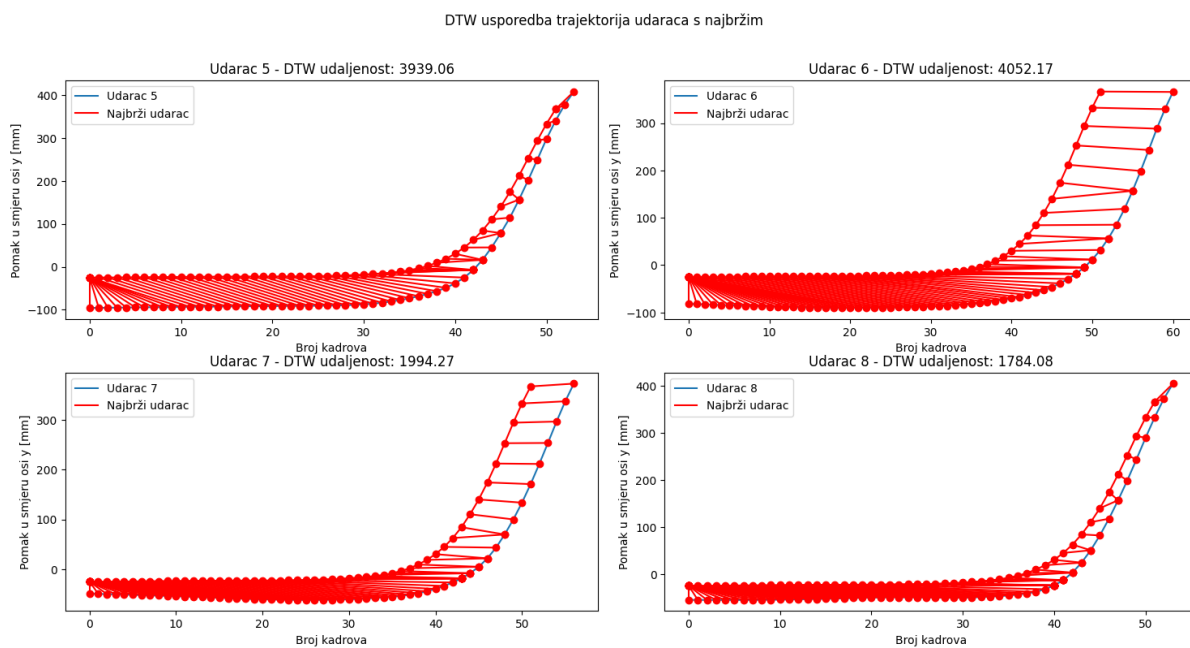 DTW usporedba trajektorija udaraca s najbržim
Udarac 5 - DTW udaljenost: 3939.06
Udarac 5
Najbrži udarac
Pomak u smjeru osi y [mm]
400
300
200
100
0
−100
0
10
20
30
40
50
Broj kadrova
Udarac 6 - DTW udaljenost: 4052.17
Udarac 6
Najbrži udarac
Pomak u smjeru osi y [mm]
300
200
100
0
−100
0
10
20
30
40
50
60
Broj kadrova
Udarac 7 - DTW udaljenost: 1994.27
Udarac 7
Najbrži udarac
Pomak u smjeru osi y [mm]
300
200
100
0
0
10
20
30
40
50
Broj kadrova
Udarac 8 - DTW udaljenost: 1784.08
Udarac 8
Najbrži udarac
Pomak u smjeru osi y [mm]
400
300
200
100
0
0
10
20
30
40
50
Broj kadrova